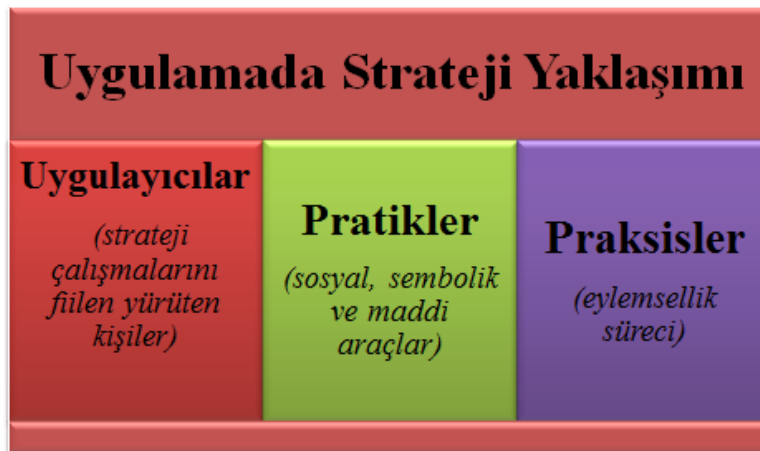 Uygulamada Strateji Yaklaşımı
Uygulayıcılar
(strateji
çalışmalarını
fiilen yürüten
kişiler)
Pratikler
(sosyal, sembolik
ve maddi
araçlar)
Praksisler
(eylemsellik
süreci)